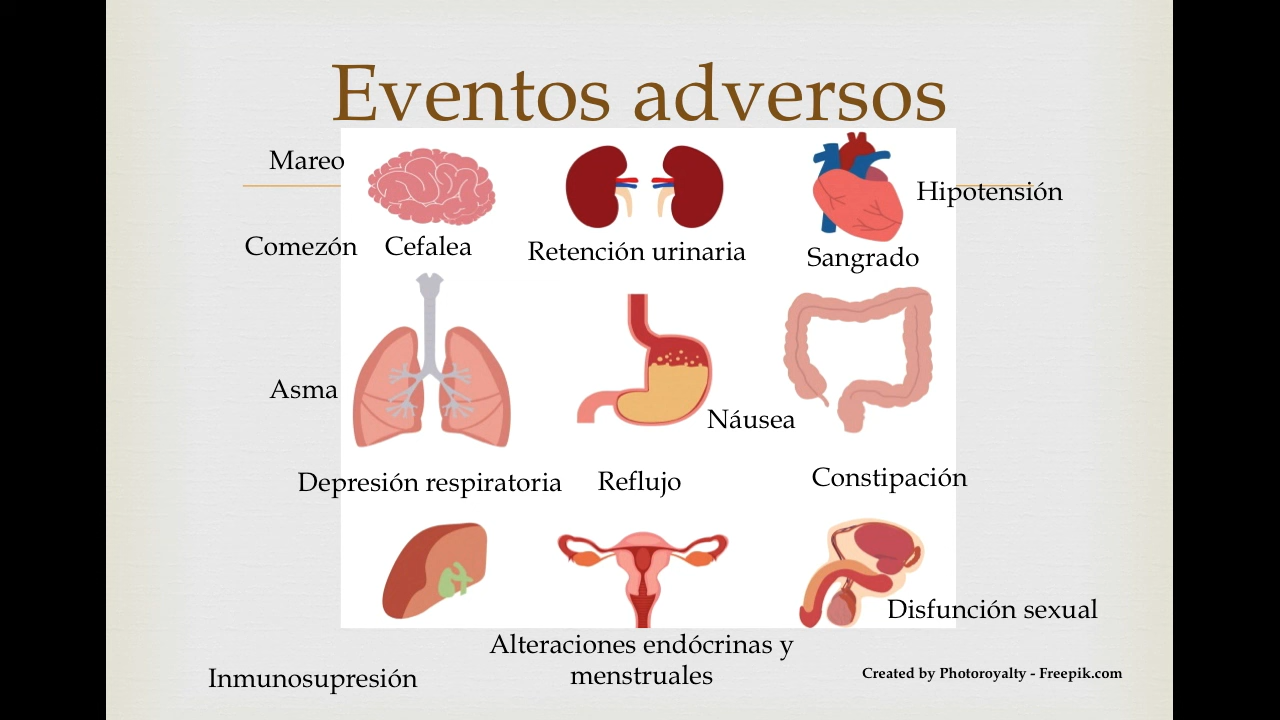 Eventos adversos
Mareo
Hipotensión
Comezón
Cefalea
Retención urinaria
Sangrado
Asma
Náusea
Depresión respiratoria
Reflujo
Constipación
Disfunción sexual
Alteraciones endócrinas y
menstruales
Inmunosupresión
Created by Photoroyalty - Freepik.com